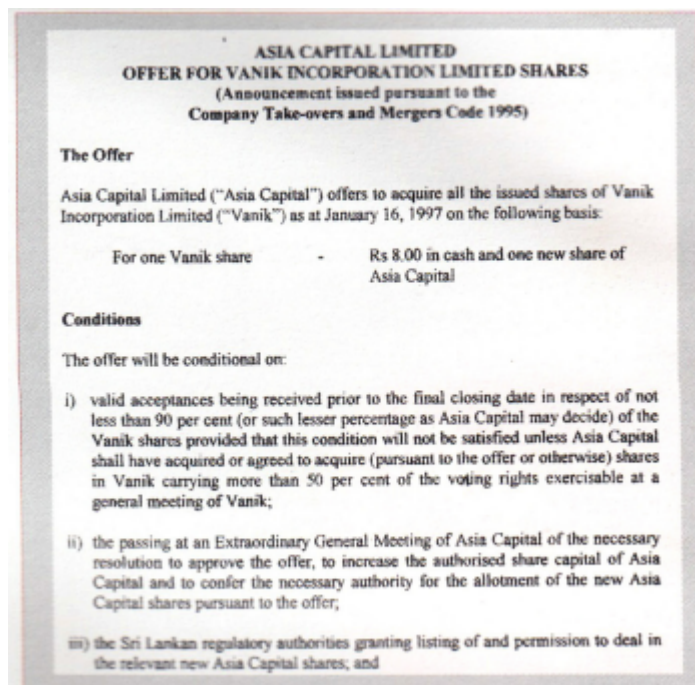 ASIA CAPITAL LIMITED
OFFER FOR VANIK INCORPORATION LIMITED SHARES
(Announcement issued pursuant to the
Company Take-overs and Mergers Code 1995)
The Offer
Asia Capital Limited ("Asia Capital") offers to acquire all the issued shares of Vanik
Incorporation Limited ("Vanik") as at January 16, 1997 on the following basis:
For one Vanik share - Rs 8.00 in cash and one new share of
Asia Capital
Conditions
The offer will be conditional on:
i) valid acceptances being received prior to the final closing date in respect of not
less than 90 per cent (or such lesser percentage as Asia Capital may decide) of the
Vanik shares provided that this condition will not be satisfied unless Asia Capital
shall have acquired or agreed to acquire (pursuant to the offer or otherwise) shares
in Vanik carrying more than 50 per cent of the voting rights exercisable at a
general meeting of Vanik;
ii) the passing at an Extraordinary General Meeting of Asia Capital of the necessary
resolution to approve the offer, to increase the authorised share capital of Asia
Capital and to confer the necessary authority for the allotment of the new Asia
Capital shares pursuant to the offer;
iii) the Sri Lankan regulatory authorities granting listing of and permission to deal in
the relevant new Asia Capital shares; and